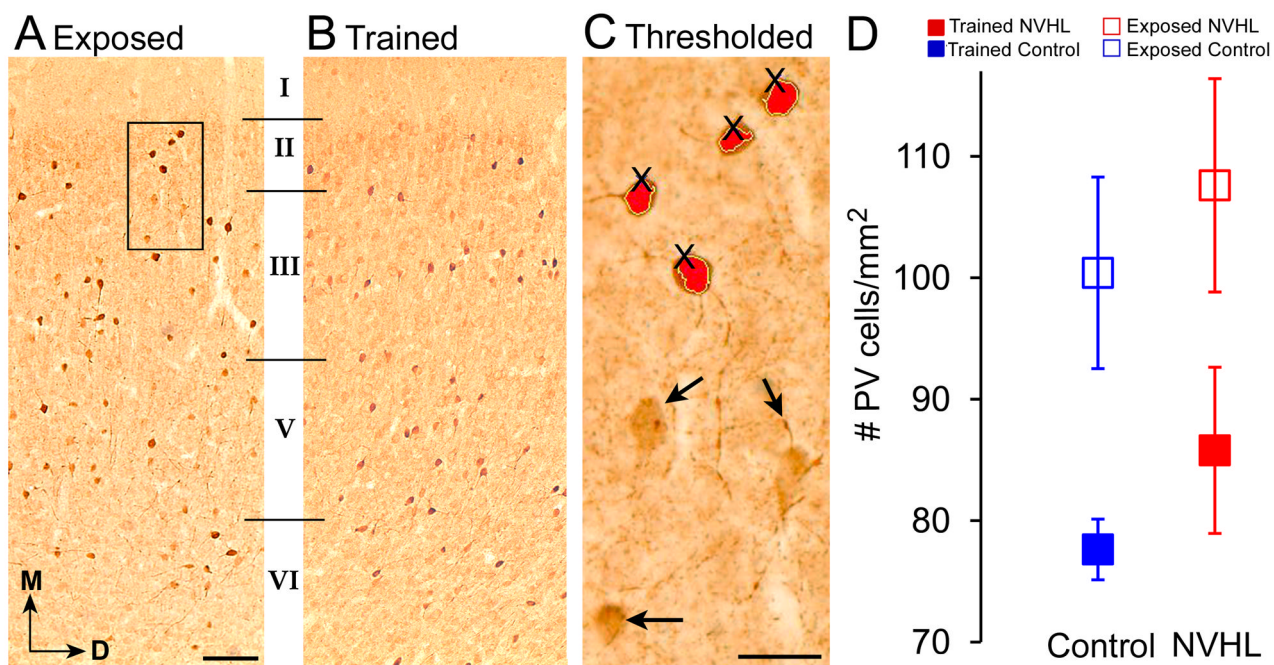 A Exposed
B Trained
C Thresholded
D
Trained NVHL
Exposed NVHL
Trained Control
Exposed Control
I
II
III
V
VI
M
D
X
X
X
X
# PV cells/mm2
110
100
90
80
70
Control
NVHL